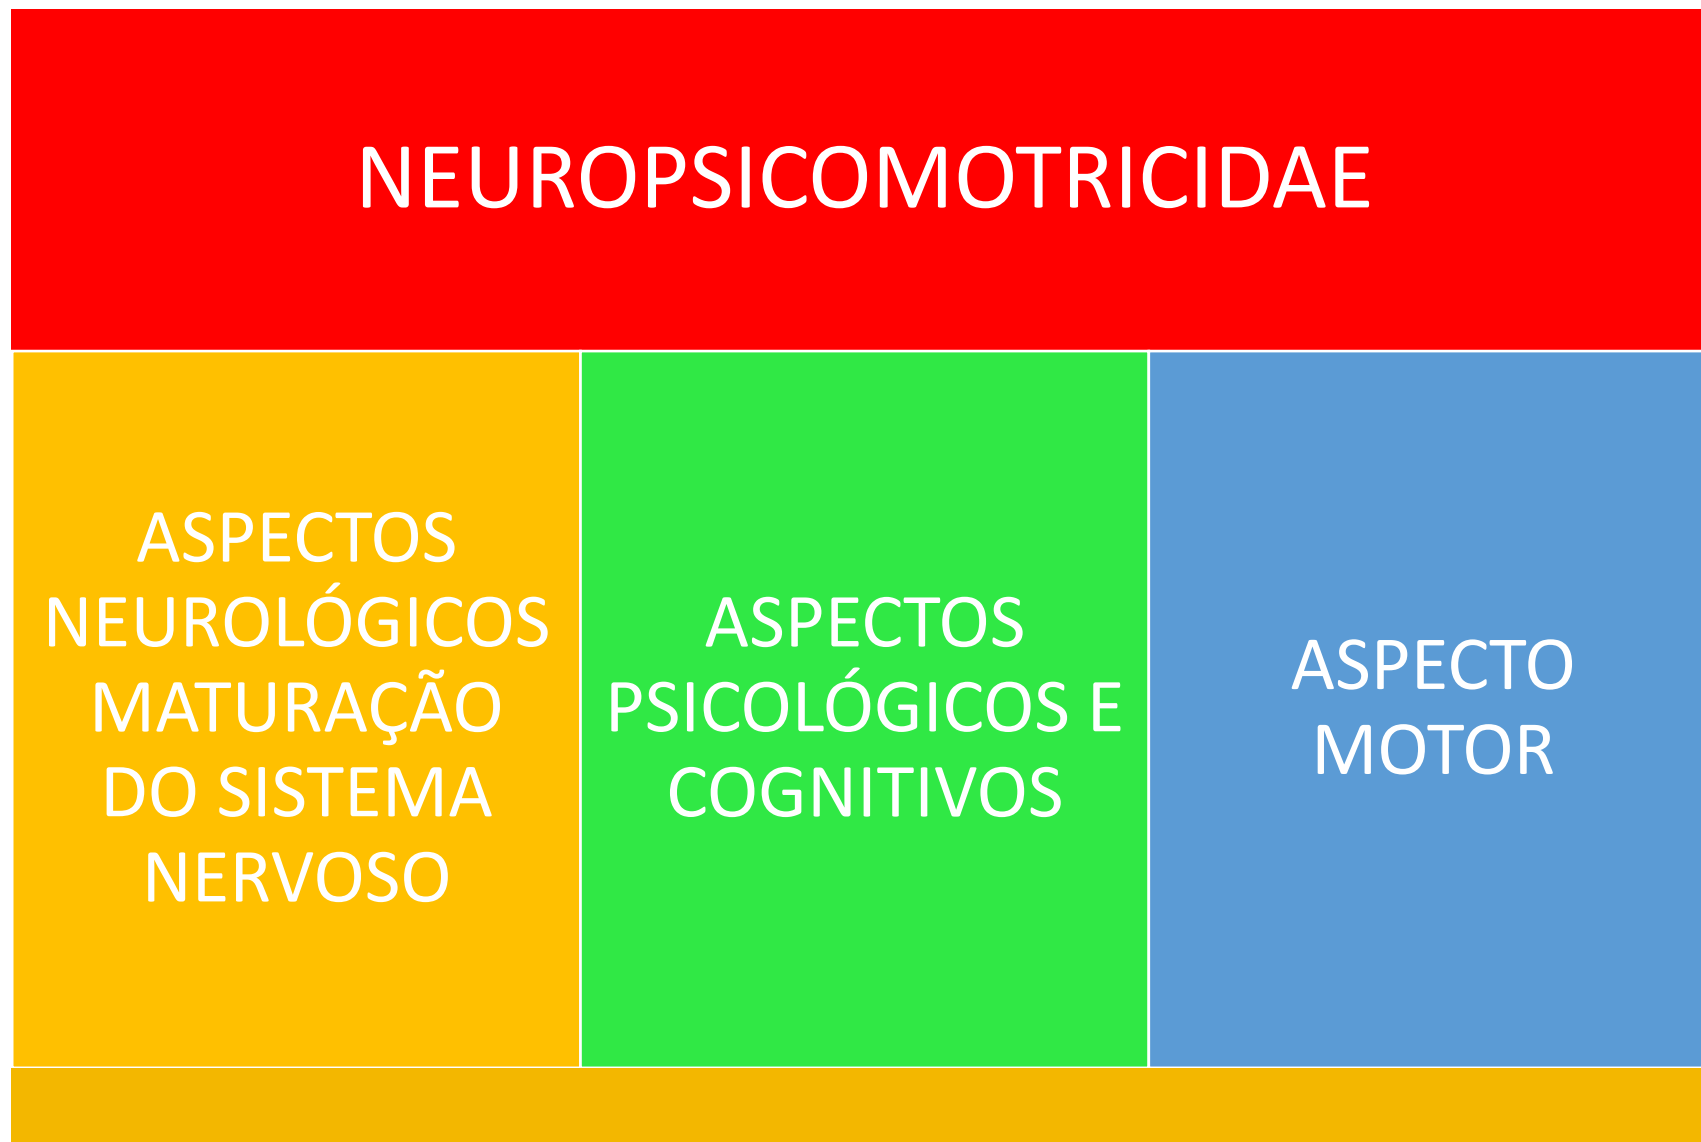 NEUROPSICOMOTRICIDAE
ASPECTOS
NEUROLÓGICOS
MATURAÇÃO
DO SISTEMA
NERVOSO
ASPECTOS
PSICOLÓGICOS E
COGNITIVOS
ASPECTO
MOTOR